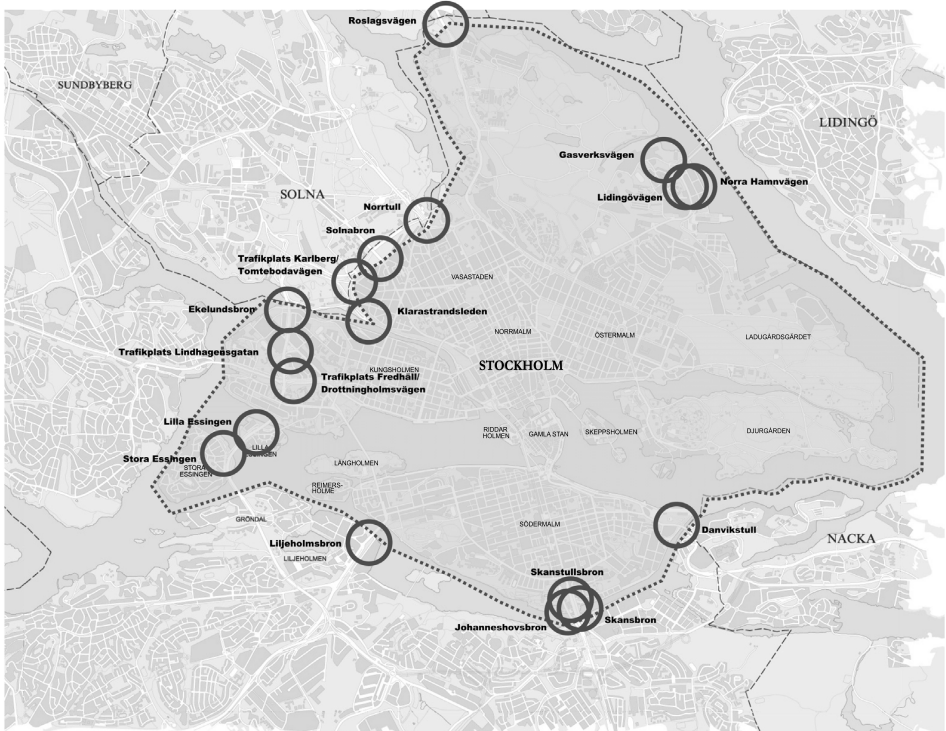 Roslagsvägen
SUNDBYBERG
LIDINGÖ
Gasverksvägen
Norra Hamnvägen
Lidingövägen
SOLNA
Norrtull
Solnabron
Trafikplats Karlberg/
Tomtebodavägen
VASASTADEN
Ekelundsbron
Klarastrandsleden
NORRMALM
ÖSTERMALM
LADUGÅRDSGÄRDET
Trafikplats Lindhagensgatan
STOCKHOLM
KUNGSHOLMEN
Trafikplats Fredhäll/
Drottningholmsvägen
Lilla Essingen
LILLA
ESSINGEN
RIDDAR
HOLMEN
GAMLA STAN
SKEPPSHOLMEN
DJURGÅRDEN
Stora Essingen
STORA
ESSINGEN
LÅNGHOLMEN
REIMERS-
HOLME
GRÖNDAL
SÖDERMALM
Danvikstull
NACKA
Liljeholmsbron
LILJEHOLMEN
Skanstullsbron
Skansbron
Johanneshovsbron